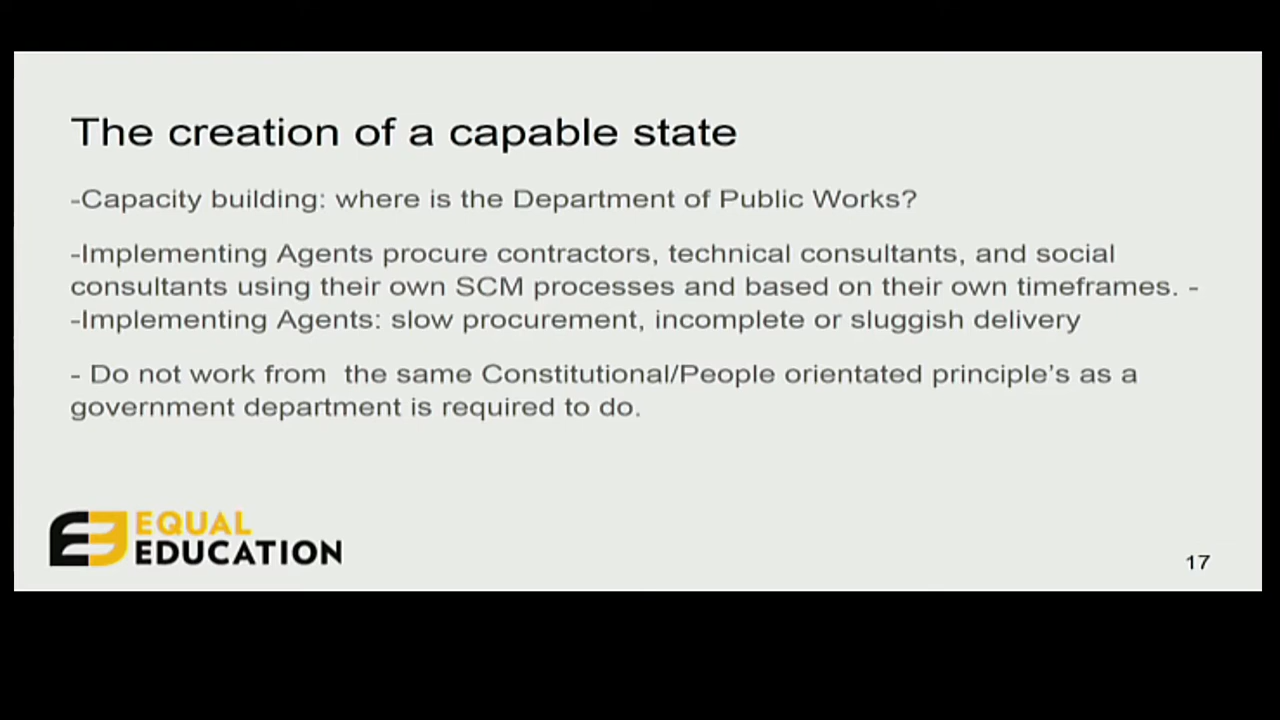 The creation of a capable state
-Capacity building: where is the Department of Public Works?
-Implementing Agents procure contractors, technical consultants, and social
consultants using their own SCM processes and based on their own timeframes. -
-Implementing Agents: slow procurement, incomplete or sluggish delivery
- Do not work from  the same Constitutional/People orientated principle’s as a
government department is required to do.
EQUAL
EDUCATION
17